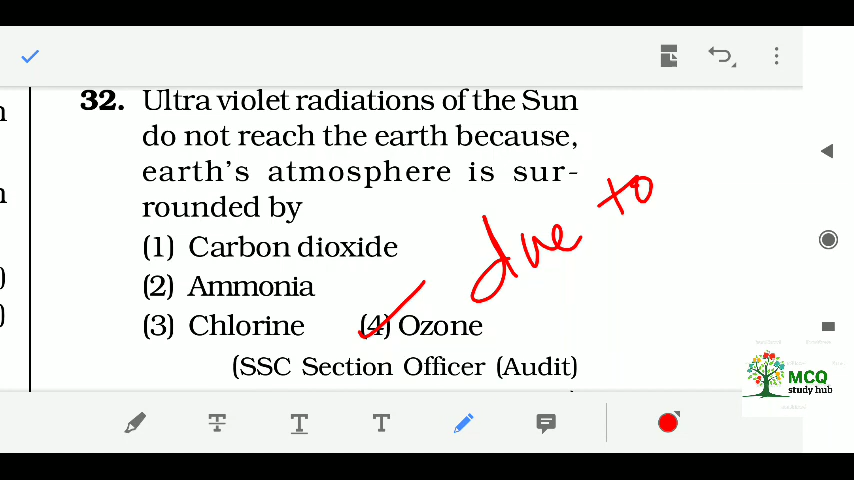 32. Ultra violet radiations of the Sun
do not reach the earth because,
earth's atmosphere is sur-
rounded by
(1) Carbon dioxide
(2) Ammonia
(3) Chlorine (4) Ozone
(SSC Section Officer (Audit)
due to
n
n
)
)
T T T
MCQ
study hub